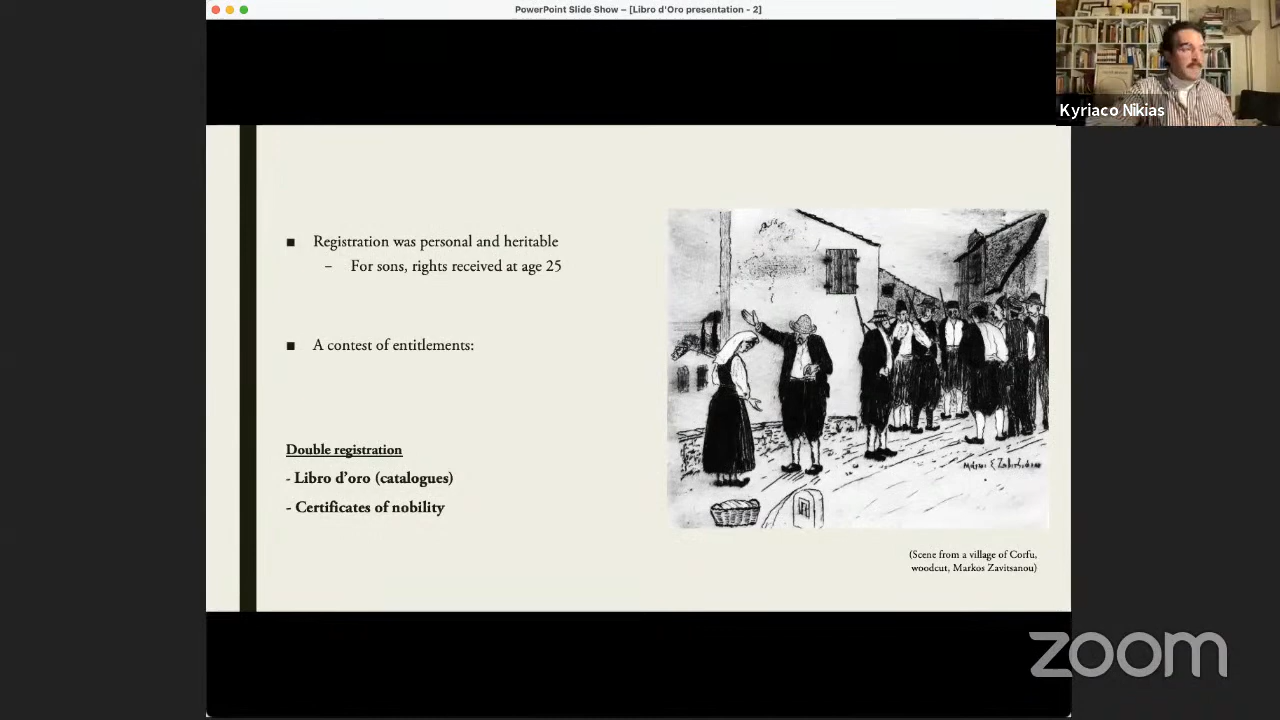 PowerPoint Slide Show – [Libro d'Oro presentation - 2]
Kyriaco Nikias
■ Registration was personal and heritable
– For sons, rights received at age 25
■ A contest of entitlements:
Double registration
- Libro d’oro (catalogues)
- Certificates of nobility
(Scene from a village of Corfu,
woodcut, Markos Zavitsanou)
zoom